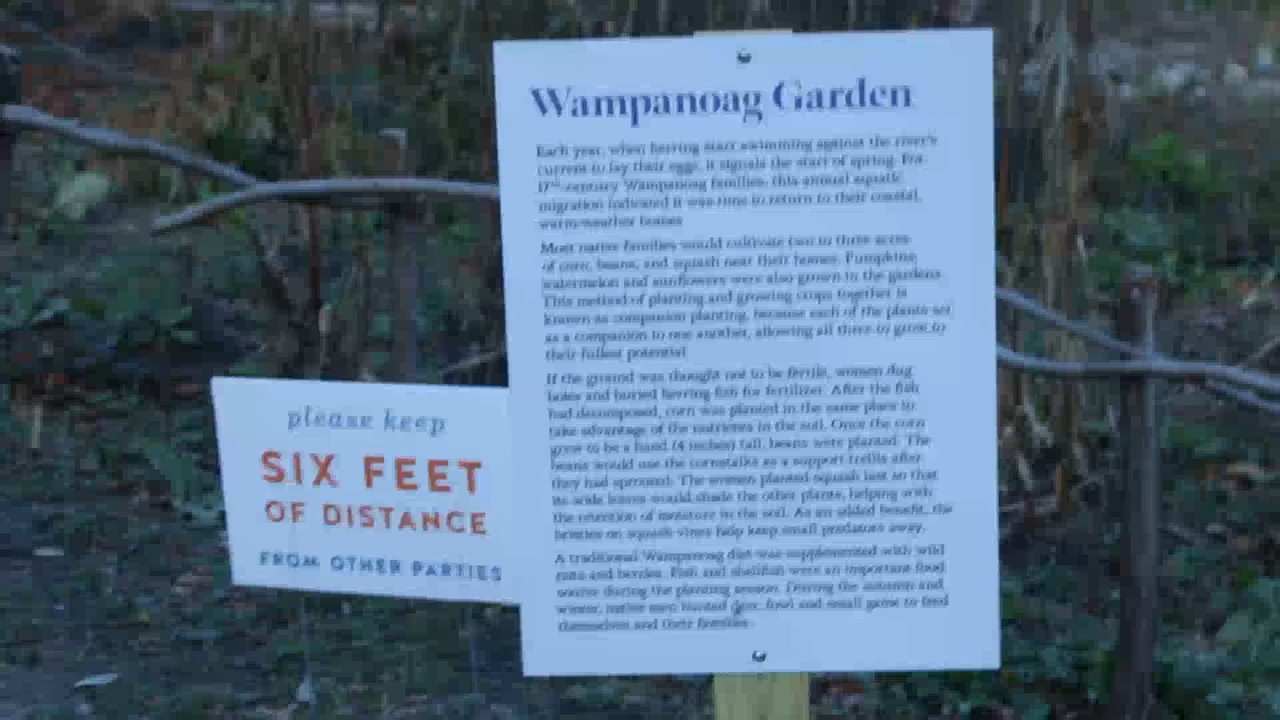 Wampanoag Garden
Each year, when herring start swimming against the river's
current to lay their eggs, it signals the start of spring. For
17th-century Wampanoag families, this annual aquatic
migration indicated it was time to return to their coastal,
warm-weather homes
Most native families would cultivate two to three acres
of corn, beans, and squash near their homes. Pumpkins,
watermelon and sunflowers were also grown in the gardens
This method of planting and growing crops together is
known as companion planting, because each of the plants act
as a companion to one another, allowing all three to grow to
their fullest potential
If the ground was thought not to be fertile, women dug
holes and buried herring fish for fertilizer. After the fish
had decomposed, corn was planted in the same place to
take advantage of the nutrients in the soil. Once the corn
grew to be a hand (4 inches) tall, beans were planted. The
beans would use the cornstalks as a support trellis after
they had sprouted. The women planted squash last so that
its wide leaves would shade the other plants, helping with
the retention of moisture in the soil. As an added benefit, the
bristles on squash vines help keep small predators away.
A traditional Wampanoag diet was supplemented with wild
nuts and berries. Fish and shellfish were an important food
source during the planting season. During the autumn and
winter, native men hunted deer, fowl and small game to feed
themselves and their families.
please keep
SIX FEET
OF DISTANCE
FROM OTHER PARTIES